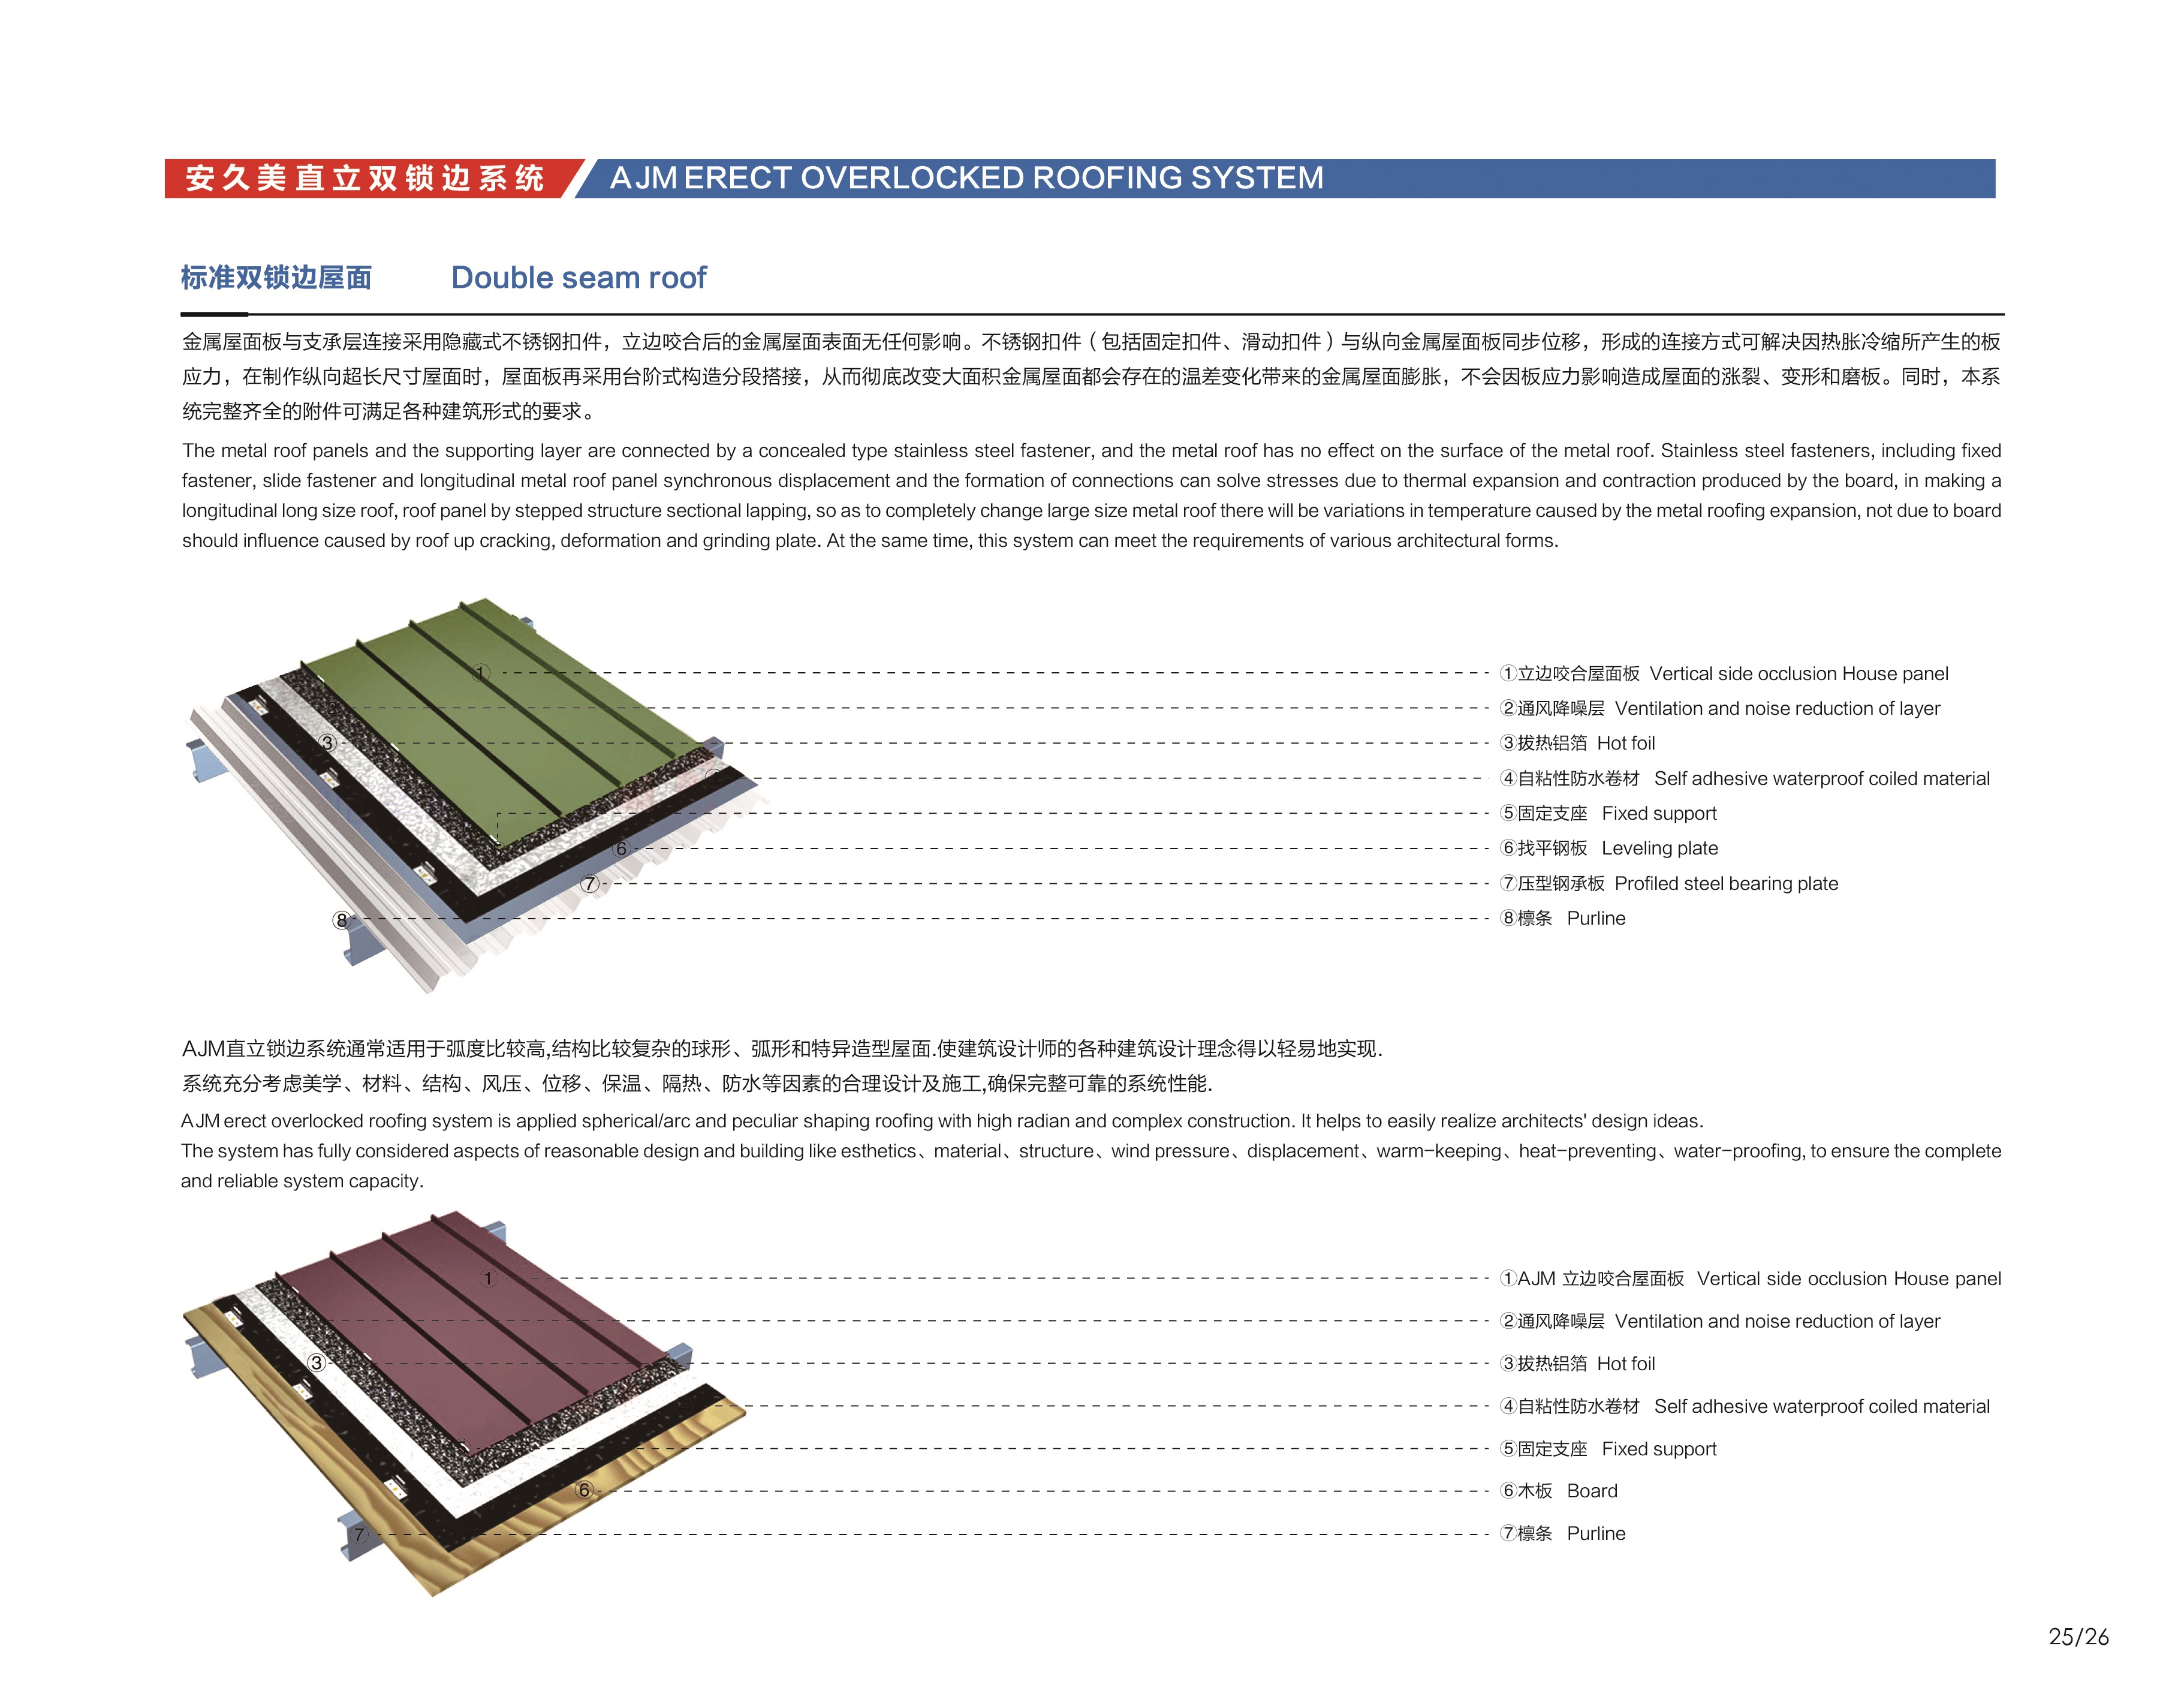 安久美直立双锁边系统 AJM ERECT OVERLOCKED ROOFING SYSTEM
标准双锁边屋面 Double seam roof
金属屋面板与支承层连接采用隐藏式不锈钢扣件，立边咬合后的金属屋面表面无任何影响。不锈钢扣件（包括固定扣件、滑动扣件）与纵向金属屋面板同步位移，形成的连接方式可解决因热胀冷缩所产生的板
应力，在制作纵向超长尺寸屋面时，屋面板再采用台阶式构造分段搭接，从而彻底改变大面积金属屋面都会存在的温差变化带来的金属屋面膨胀，不会因板应力影响造成屋面的涨裂、变形和磨板。同时，本系
统完整齐全的附件可满足各种建筑形式的要求。
The metal roof panels and the supporting layer are connected by a concealed type stainless steel fastener, and the metal roof has no effect on the surface of the metal roof. Stainless steel fasteners, including fixed
fastener, slide fastener and longitudinal metal roof panel synchronous displacement and the formation of connections can solve stresses due to thermal expansion and contraction produced by the board, in making a
longitudinal long size roof, roof panel by stepped structure sectional lapping, so as to completely change large size metal roof there will be variations in temperature caused by the metal roofing expansion, not due to board
should influence caused by roof up cracking, deformation and grinding plate. At the same time, this system can meet the requirements of various architectural forms.
① ①立边咬合屋面板 Vertical side occlusion House panel
②通风降噪层 Ventilation and noise reduction of layer
③ ③拔热铝箔 Hot foil
④自粘性防水卷材 Self adhesive waterproof coiled material
⑤固定支座 Fixed support
⑥ ⑥找平钢板 Leveling plate
⑦ ⑦压型钢承板 Profiled steel bearing plate
⑧ ⑧檩条 Purline
AJM直立锁边系统通常适用于弧度比较高,结构比较复杂的球形、弧形和特异造型屋面.使建筑设计师的各种建筑设计理念得以轻易地实现.
系统充分考虑美学、材料、结构、风压、位移、保温、隔热、防水等因素的合理设计及施工,确保完整可靠的系统性能.
AJM erect overlocked roofing system is applied spherical/arc and peculiar shaping roofing with high radian and complex construction. It helps to easily realize architects' design ideas.
The system has fully considered aspects of reasonable design and building like esthetics、material、structure、wind pressure、displacement、warm-keeping、heat-preventing、water-proofing, to ensure the complete
and reliable system capacity.
① ①AJM 立边咬合屋面板 Vertical side occlusion House panel
②通风降噪层 Ventilation and noise reduction of layer
③ ③拔热铝箔 Hot foil
④自粘性防水卷材 Self adhesive waterproof coiled material
⑤固定支座 Fixed support
⑥ ⑥木板 Board
⑦ ⑦檩条 Purline
25/26